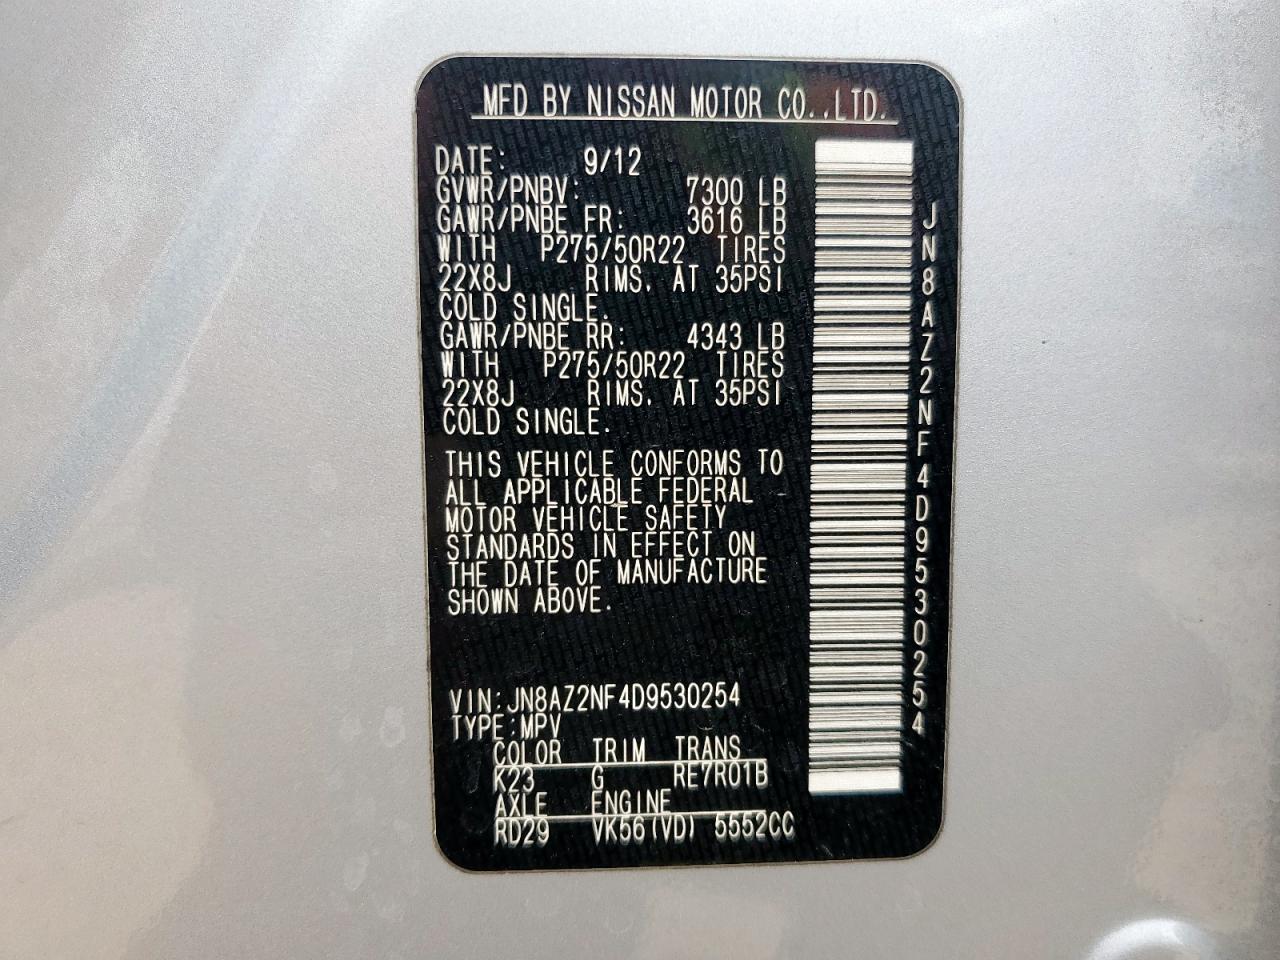 MFD BY NISSAN MOTOR CO.,LTD.
DATE: 9/12
GVWR/PNBV: 7300 LB
GAWR/PNBE FR: 3616 LB
WITH P275/50R22 TIRES
22X8J RIMS. AT 35PSI
COLD SINGLE.
GAWR/PNBE RR: 4343 LB
WITH P275/50R22 TIRES
22X8J RIMS. AT 35PSI
COLD SINGLE.
THIS VEHICLE CONFORMS TO
ALL APPLICABLE FEDERAL
MOTOR VEHICLE SAFETY
STANDARDS IN EFFECT ON
THE DATE OF MANUFACTURE
SHOWN ABOVE.
VIN:JN8AZ2NF4D9530254
TYPE:MPV
COLOR TRIM TRANS
K23 G RE7R01B
AXLE ENGINE
RD29 VK56(VD) 5552CC
JN8AZ2NF4D9530254